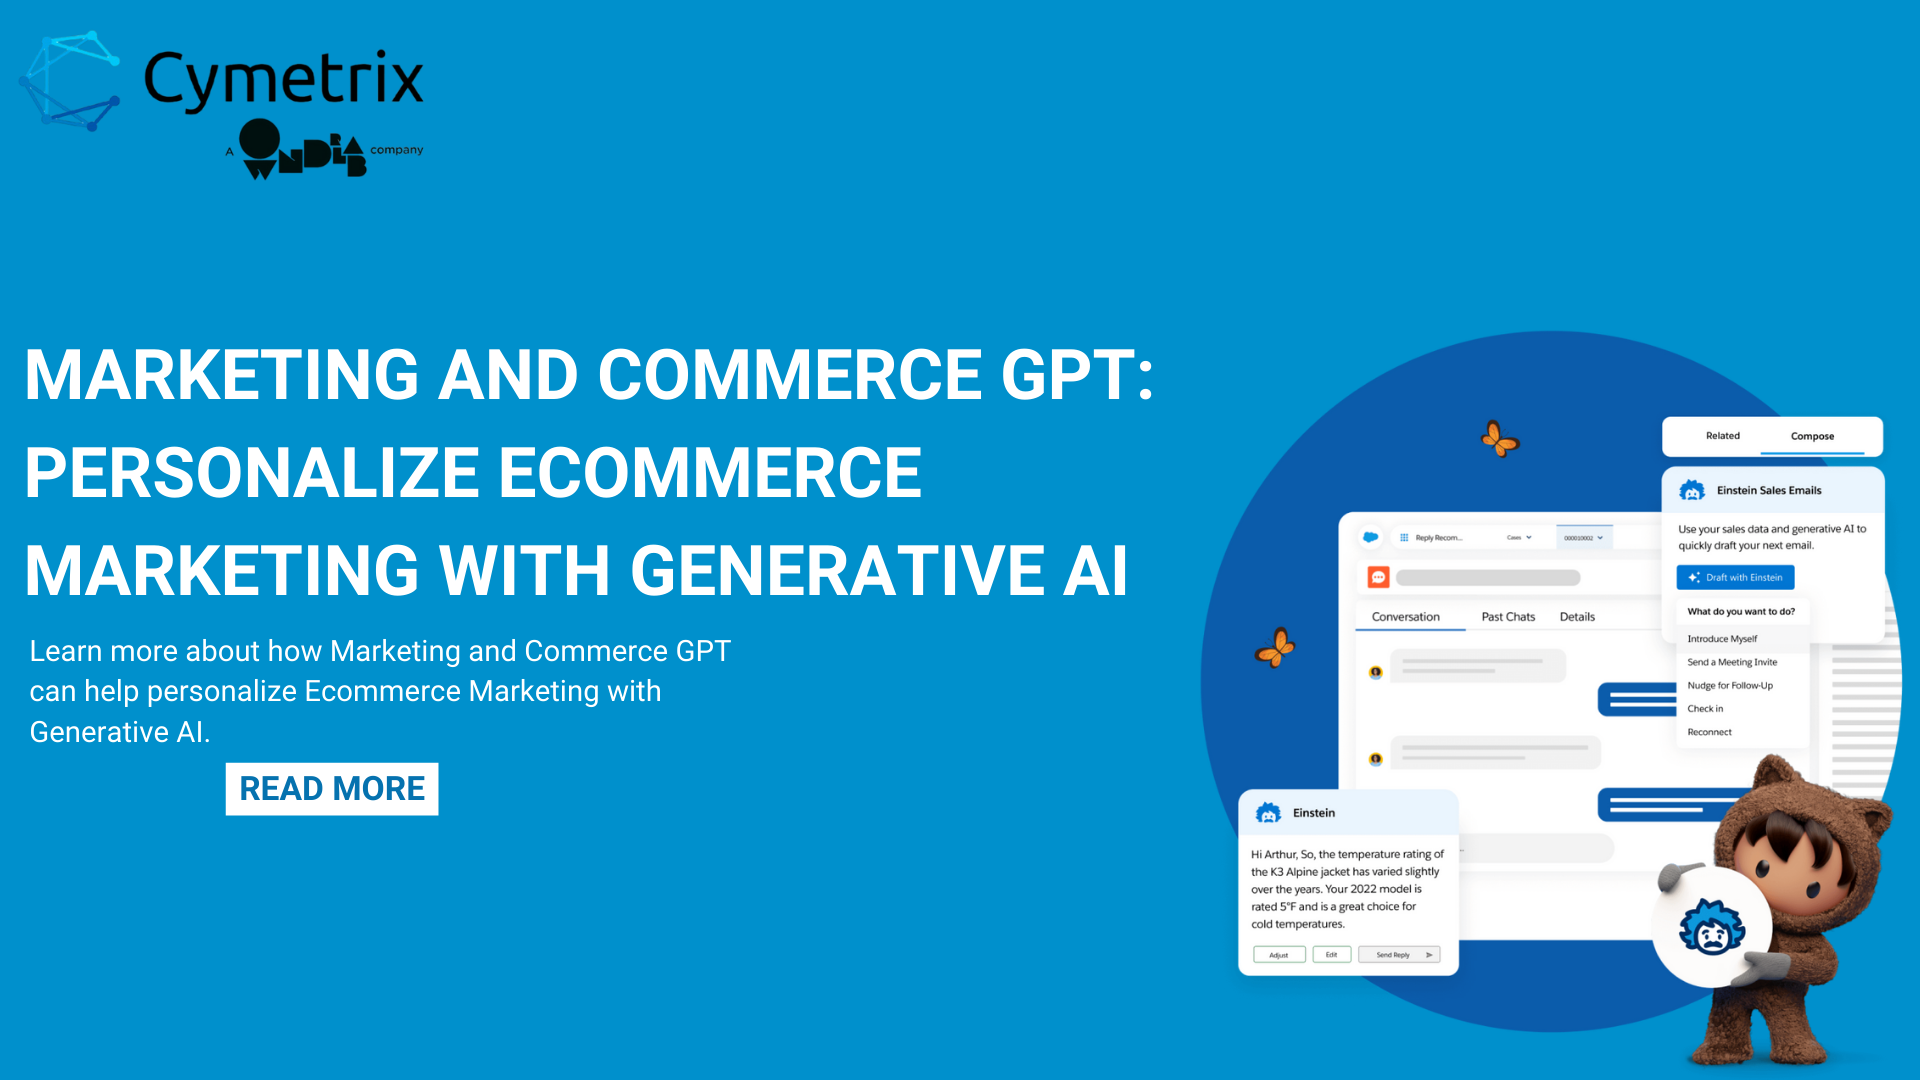 Cymetrix
A WONDRLAB company
MARKETING AND COMMERCE GPT:
PERSONALIZE ECOMMERCE
MARKETING WITH GENERATIVE AI
Learn more about how Marketing and Commerce GPT
can help personalize Ecommerce Marketing with
Generative AI.
READ MORE
Related Compose
Einstein Sales Emails
Use your sales data and generative AI to
quickly draft your next email.
Draft with Einstein
What do you want to do?
Introduce Myself
Send a Meeting Invite
Nudge for Follow-Up
Check in
Reconnect
Reply Recom... Cases 000010002
Conversation Past Chats Details
Einstein
Hi Arthur, So, the temperature rating of
the K3 Alpine jacket has varied slightly
over the years. Your 2022 model is
rated 5°F and is a great choice for
cold temperatures.
Adjust Edit Send Reply